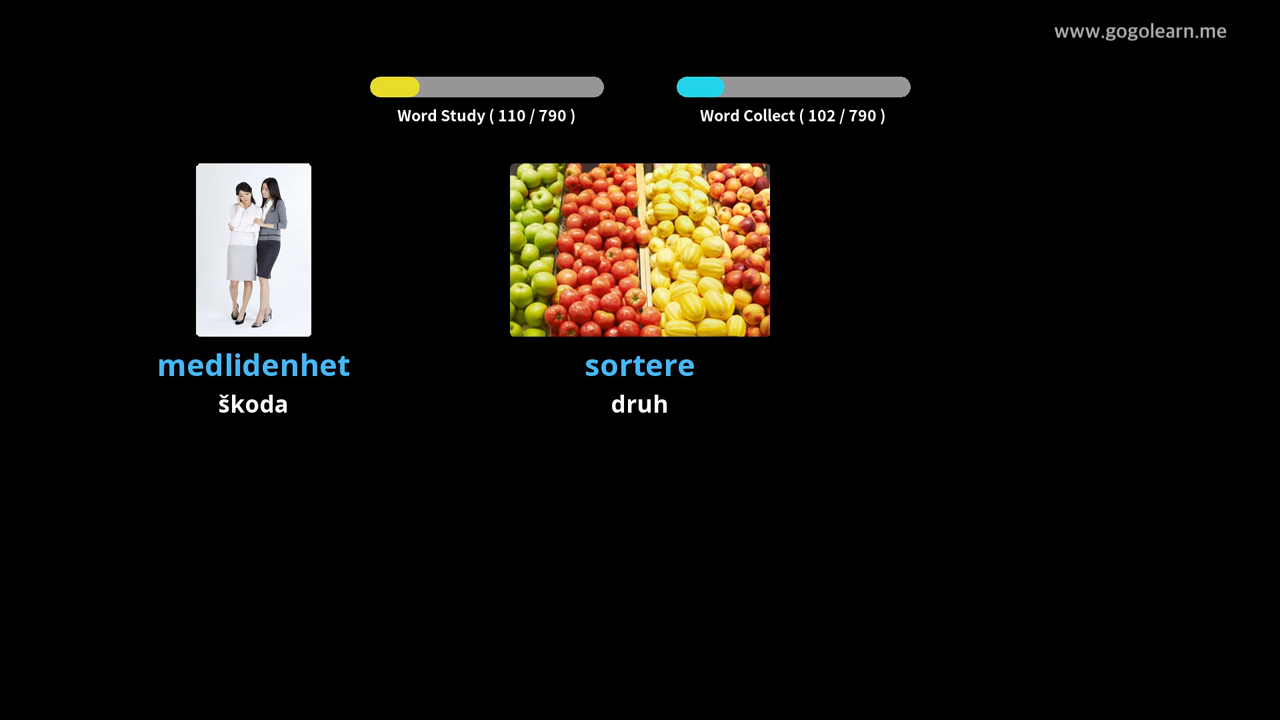 www.gogolearn.me
Word Study ( 110 / 790 )
Word Collect ( 102 / 790 )
medlidenhet
škoda
sortere
druh